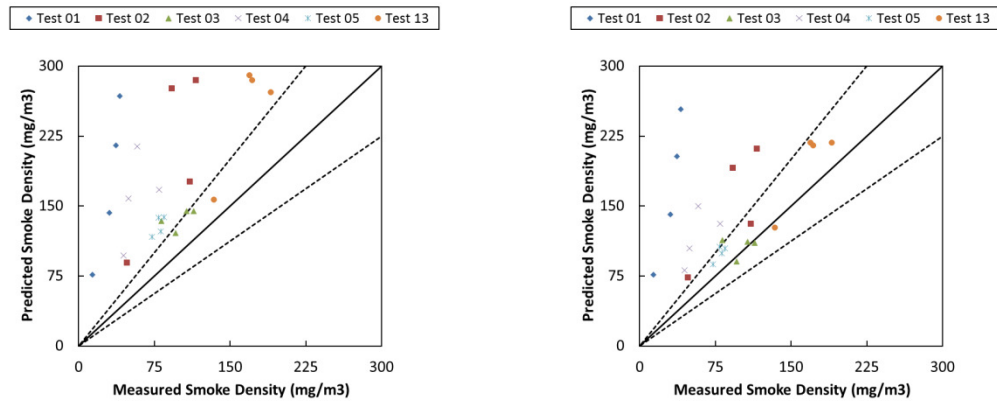 Test 01 Test 02 Test 03 Test 04 Test 05 Test 13
300
225
150
75
0
Predicted Smoke Density (mg/m3)
0 75 150 225 300
Measured Smoke Density (mg/m3)
Test 01 Test 02 Test 03 Test 04 Test 05 Test 13
300
225
150
75
0
Predicted Smoke Density (mg/m3)
0 75 150 225 300
Measured Smoke Density (mg/m3)